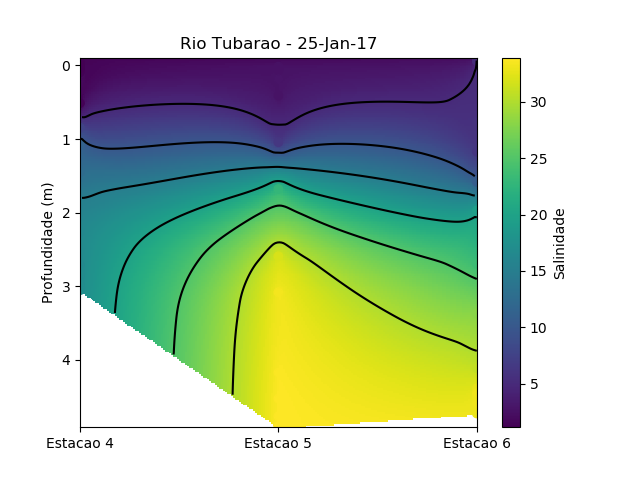 Rio Tubarao - 25-Jan-17
0
1
2
3
4
Profundidade (m)
Estacao 4
Estacao 5
Estacao 6
30
25
20
15
10
5
Salinidade